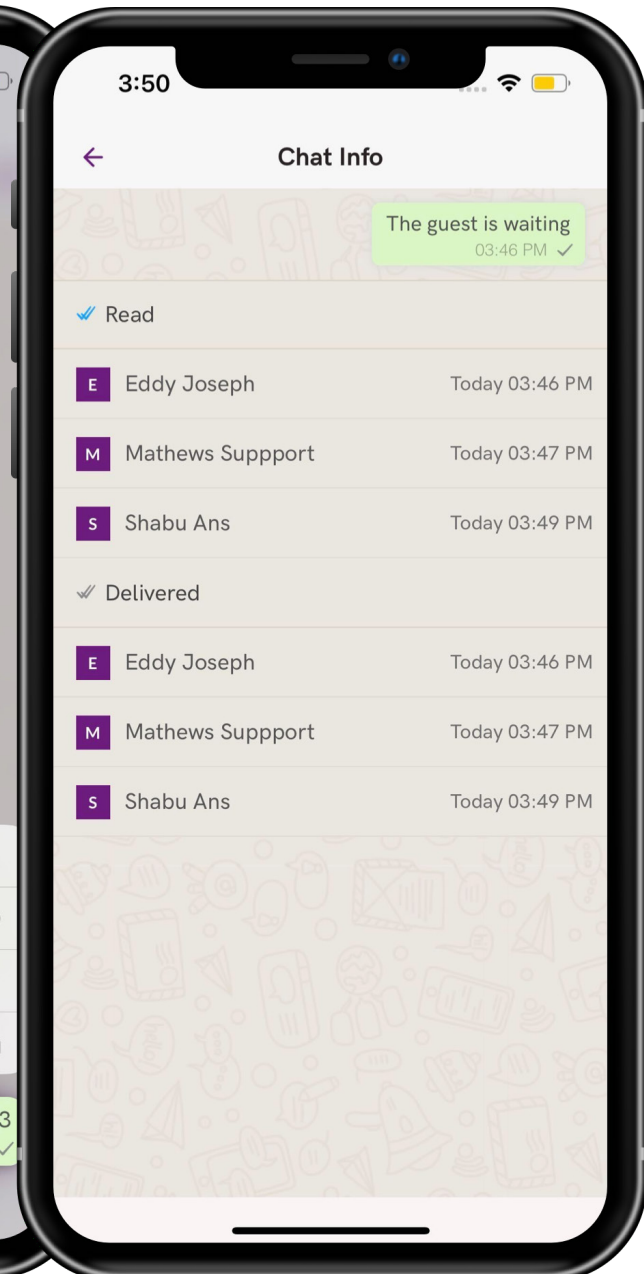 3:50
Chat Info
The guest is waiting
03:46 PM
Read
E Eddy Joseph Today 03:46 PM
M Mathews Suppport Today 03:47 PM
S Shabu Ans Today 03:49 PM
Delivered
E Eddy Joseph Today 03:46 PM
M Mathews Suppport Today 03:47 PM
S Shabu Ans Today 03:49 PM
3